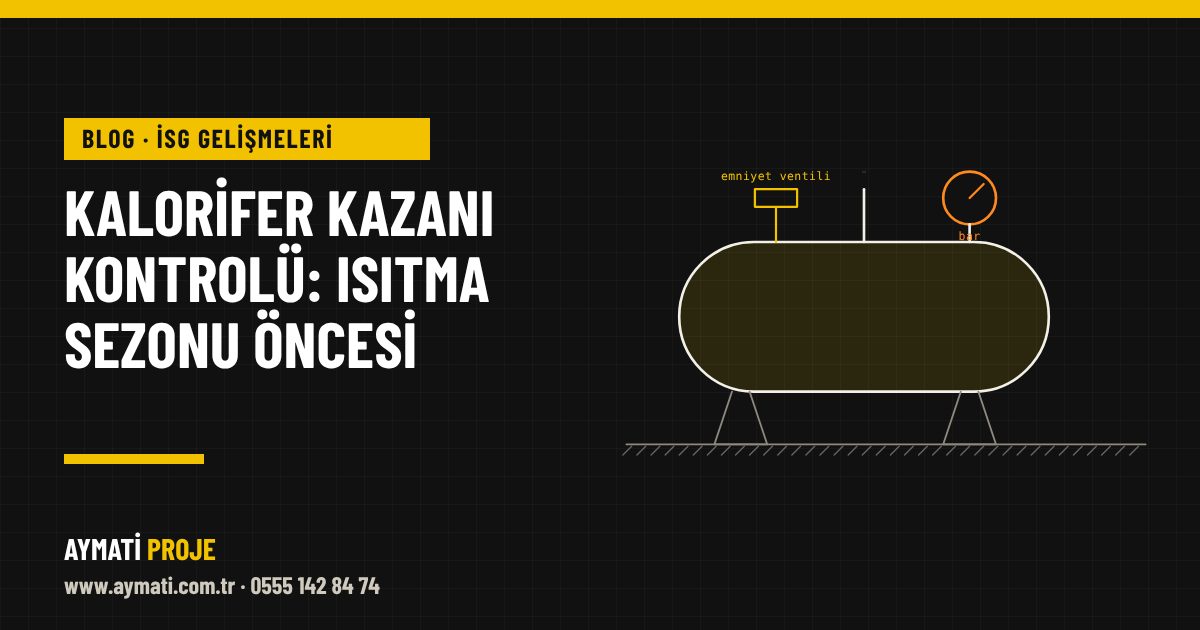 BLOG · İSG GELİŞMELERİ
KALORİFER KAZANI
KONTROLÜ: ISITMA
SEZONU ÖNCESİ
emniyet ventili
bar
AYMATİ PROJE
www.aymati.com.tr · 0555 142 84 74